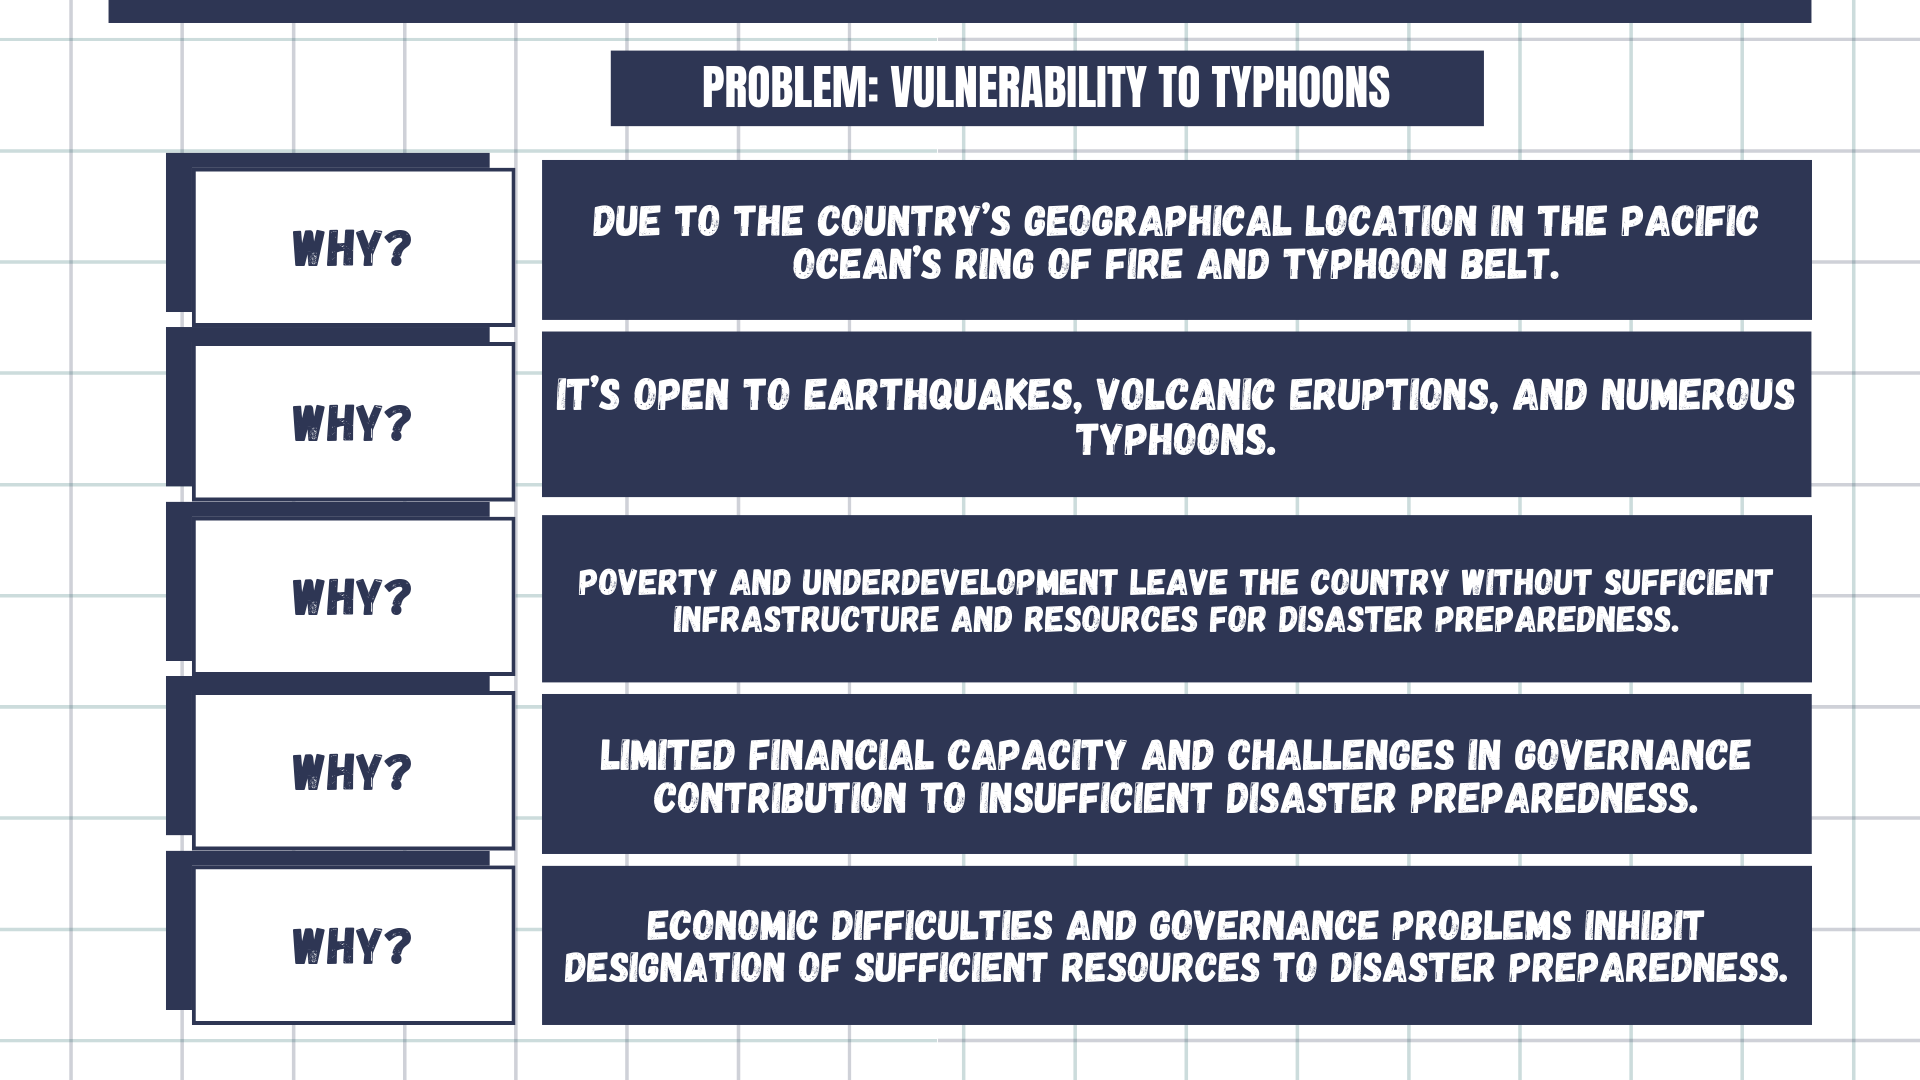 PROBLEM: VULNERABILITY TO TYPHOONS
WHY?
DUE TO THE COUNTRY'S GEOGRAPHICAL LOCATION IN THE PACIFIC
OCEAN'S RING OF FIRE AND TYPHOON BELT.
WHY?
IT'S OPEN TO EARTHQUAKES, VOLCANIC ERUPTIONS, AND NUMEROUS
TYPHOONS.
WHY?
POVERTY AND UNDERDEVELOPMENT LEAVE THE COUNTRY WITHOUT SUFFICIENT
INFRASTRUCTURE AND RESOURCES FOR DISASTER PREPAREDNESS.
WHY?
LIMITED FINANCIAL CAPACITY AND CHALLENGES IN GOVERNANCE
CONTRIBUTION TO INSUFFICIENT DISASTER PREPAREDNESS.
WHY?
ECONOMIC DIFFICULTIES AND GOVERNANCE PROBLEMS INHIBIT
DESIGNATION OF SUFFICIENT RESOURCES TO DISASTER PREPAREDNESS.